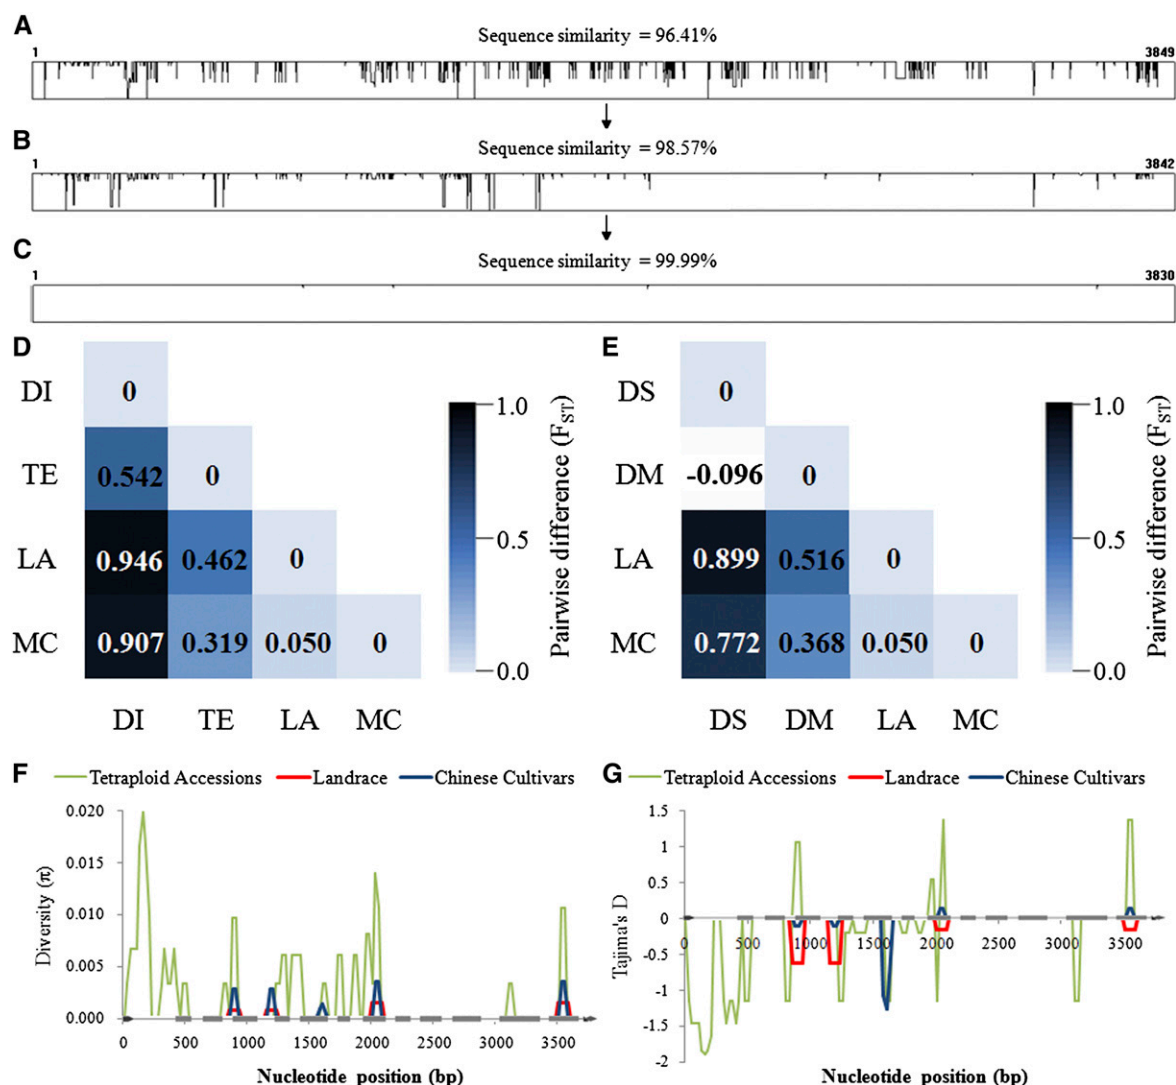 A
Sequence similarity = 96.41%
1
3849
B
Sequence similarity = 98.57%
1
3842
C
Sequence similarity = 99.99%
1
3830
D
DI
0
TE
0.542
0
LA
0.946
0.462
0
MC
0.907
0.319
0.050
0
DI
TE
LA
MC
1.0
0.5
0.0
Pairwise difference (FST)
E
DS
0
DM
-0.096
0
LA
0.899
0.516
0
MC
0.772
0.368
0.050
0
DS
DM
LA
MC
1.0
0.5
0.0
Pairwise difference (FST)
F
Tetraploid Accessions
Landrace
Chinese Cultivars
0.020
0.015
0.010
0.005
0.000
Diversity (π)
0
500
1000
1500
2000
2500
3000
3500
Nucleotide position (bp)
G
Tetraploid Accessions
Landrace
Chinese Cultivars
1.5
1
0.5
0
-0.5
-1
-1.5
-2
Tajima's D
0
500
1000
1500
2000
2500
3000
3500
Nucleotide position (bp)